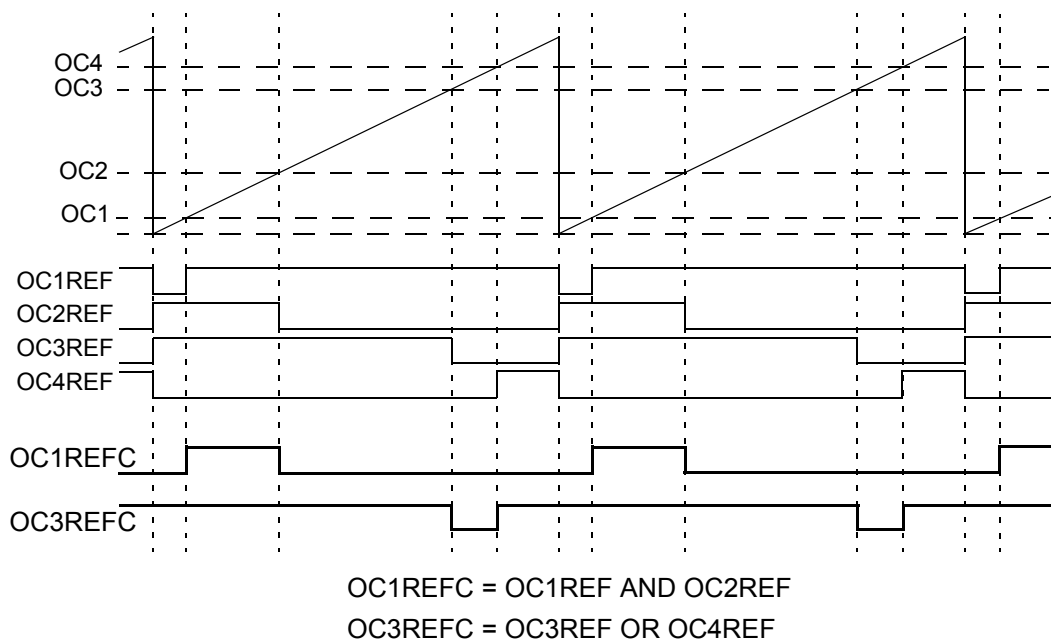 OC4
OC3
OC2
OC1
OC1REF
OC2REF
OC3REF
OC4REF
OC1REFC
OC3REFC
OC1REFC = OC1REF AND OC2REF
OC3REFC = OC3REF OR OC4REF